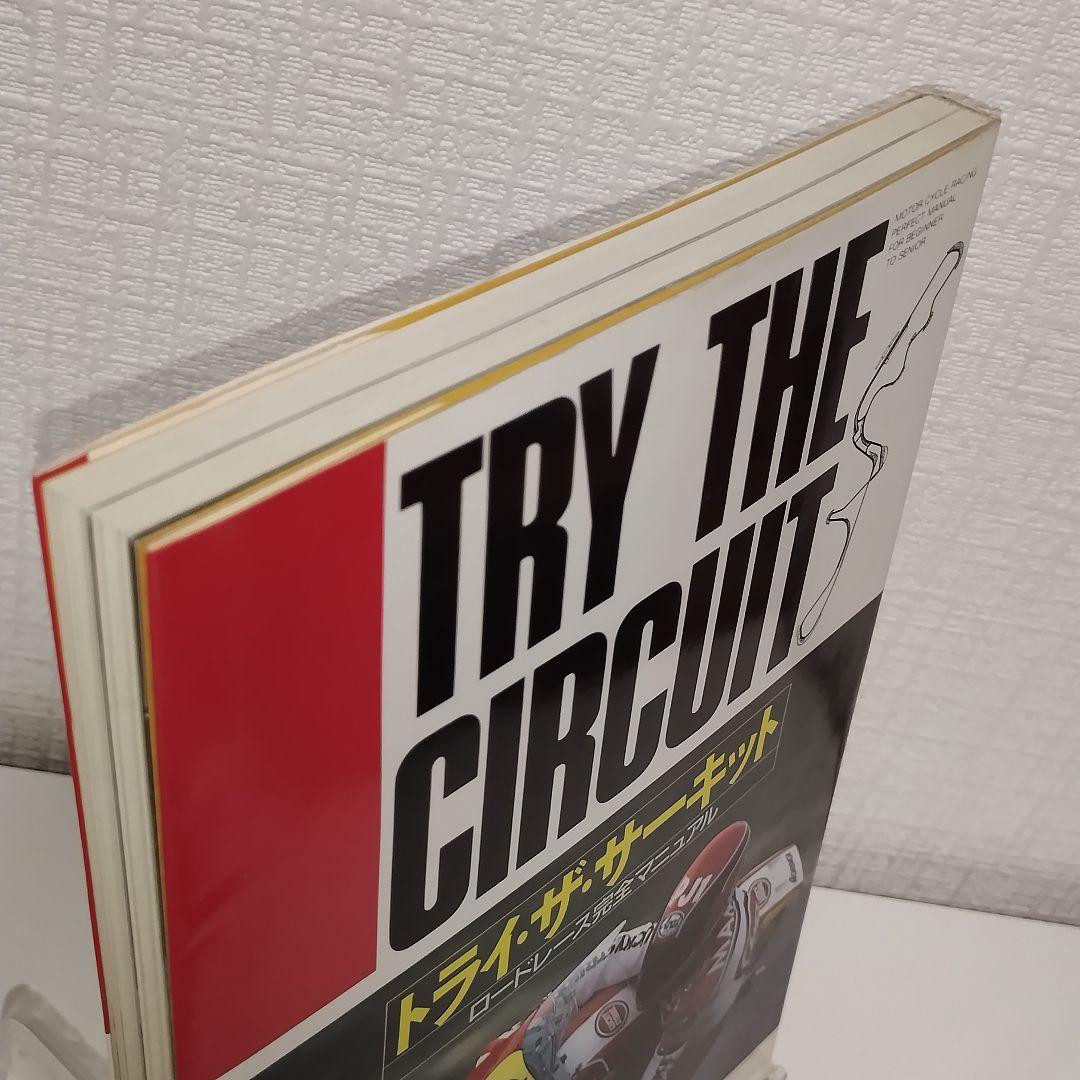 MOTOR CYCLE RACING
PERFECT MANUAL
FOR BEGINNER
TO SENIOR
TRY THE
CIRCUIT
トライ・ザ・サーキット
ロードレース完全マニュアル